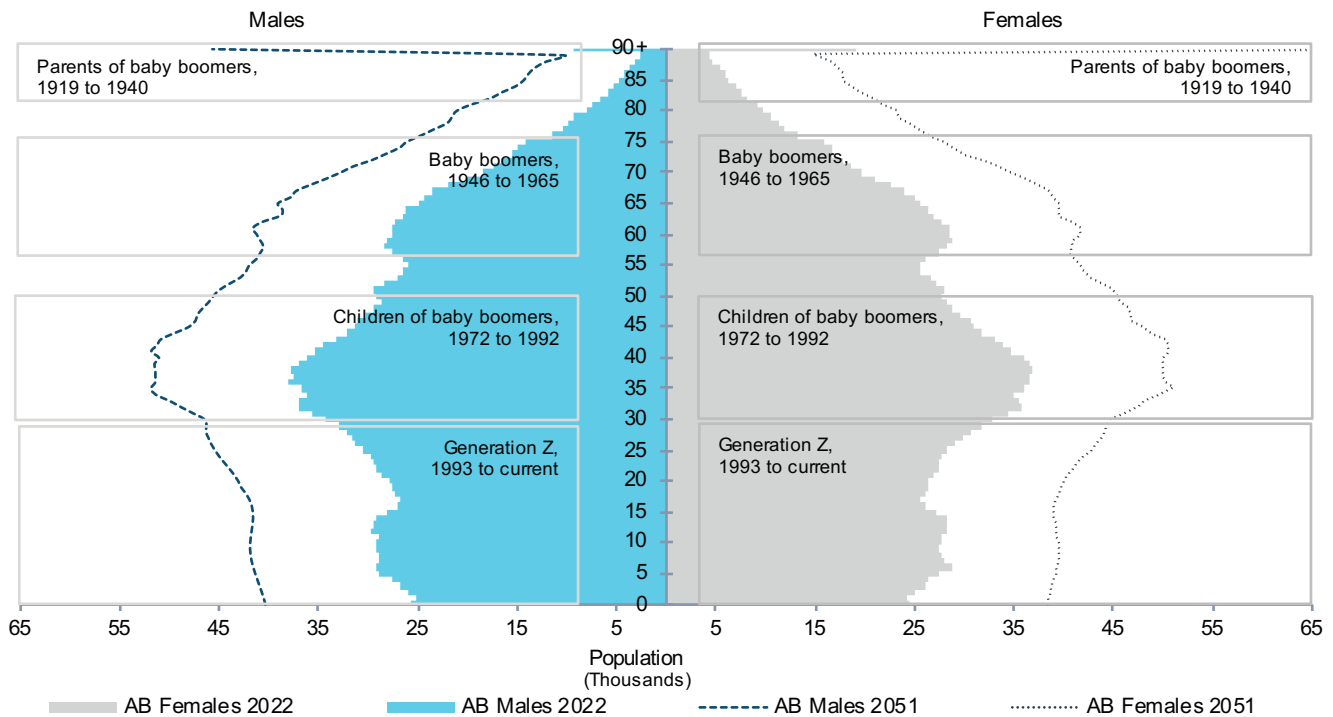 Males
Females
Parents of baby boomers,
1919 to 1940
Parents of baby boomers,
1919 to 1940
Baby boomers,
1946 to 1965
Baby boomers,
1946 to 1965
Children of baby boomers,
1972 to 1992
Children of baby boomers,
1972 to 1992
Generation Z,
1993 to current
Generation Z,
1993 to current
90+
85
80
75
70
65
60
55
50
45
40
35
30
25
20
15
10
5
0
65 55 45 35 25 15 5 5 15 25 35 45 55 65
Population
(Thousands)
AB Females 2022 AB Males 2022 AB Males 2051 AB Females 2051